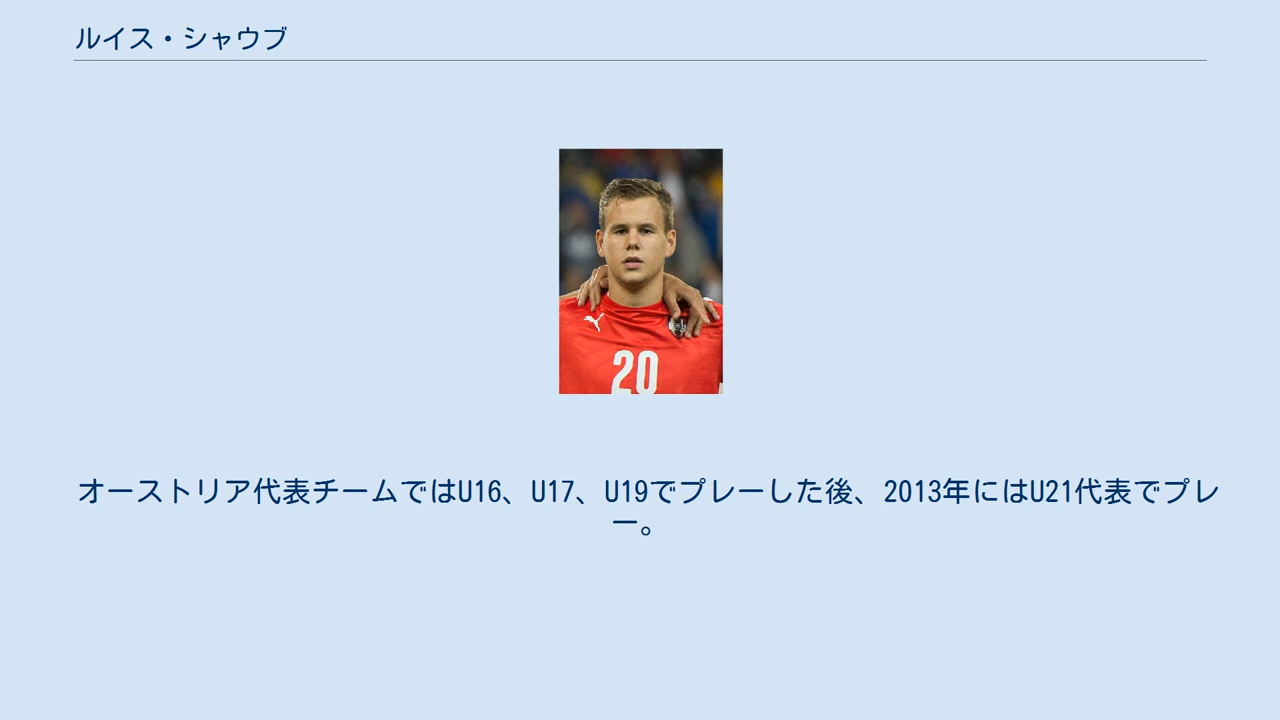 ルイス・シャウブ
20
オーストリア代表チームではU16、U17、U19でプレーした後、2013年にはU21代表でプレ
ー。